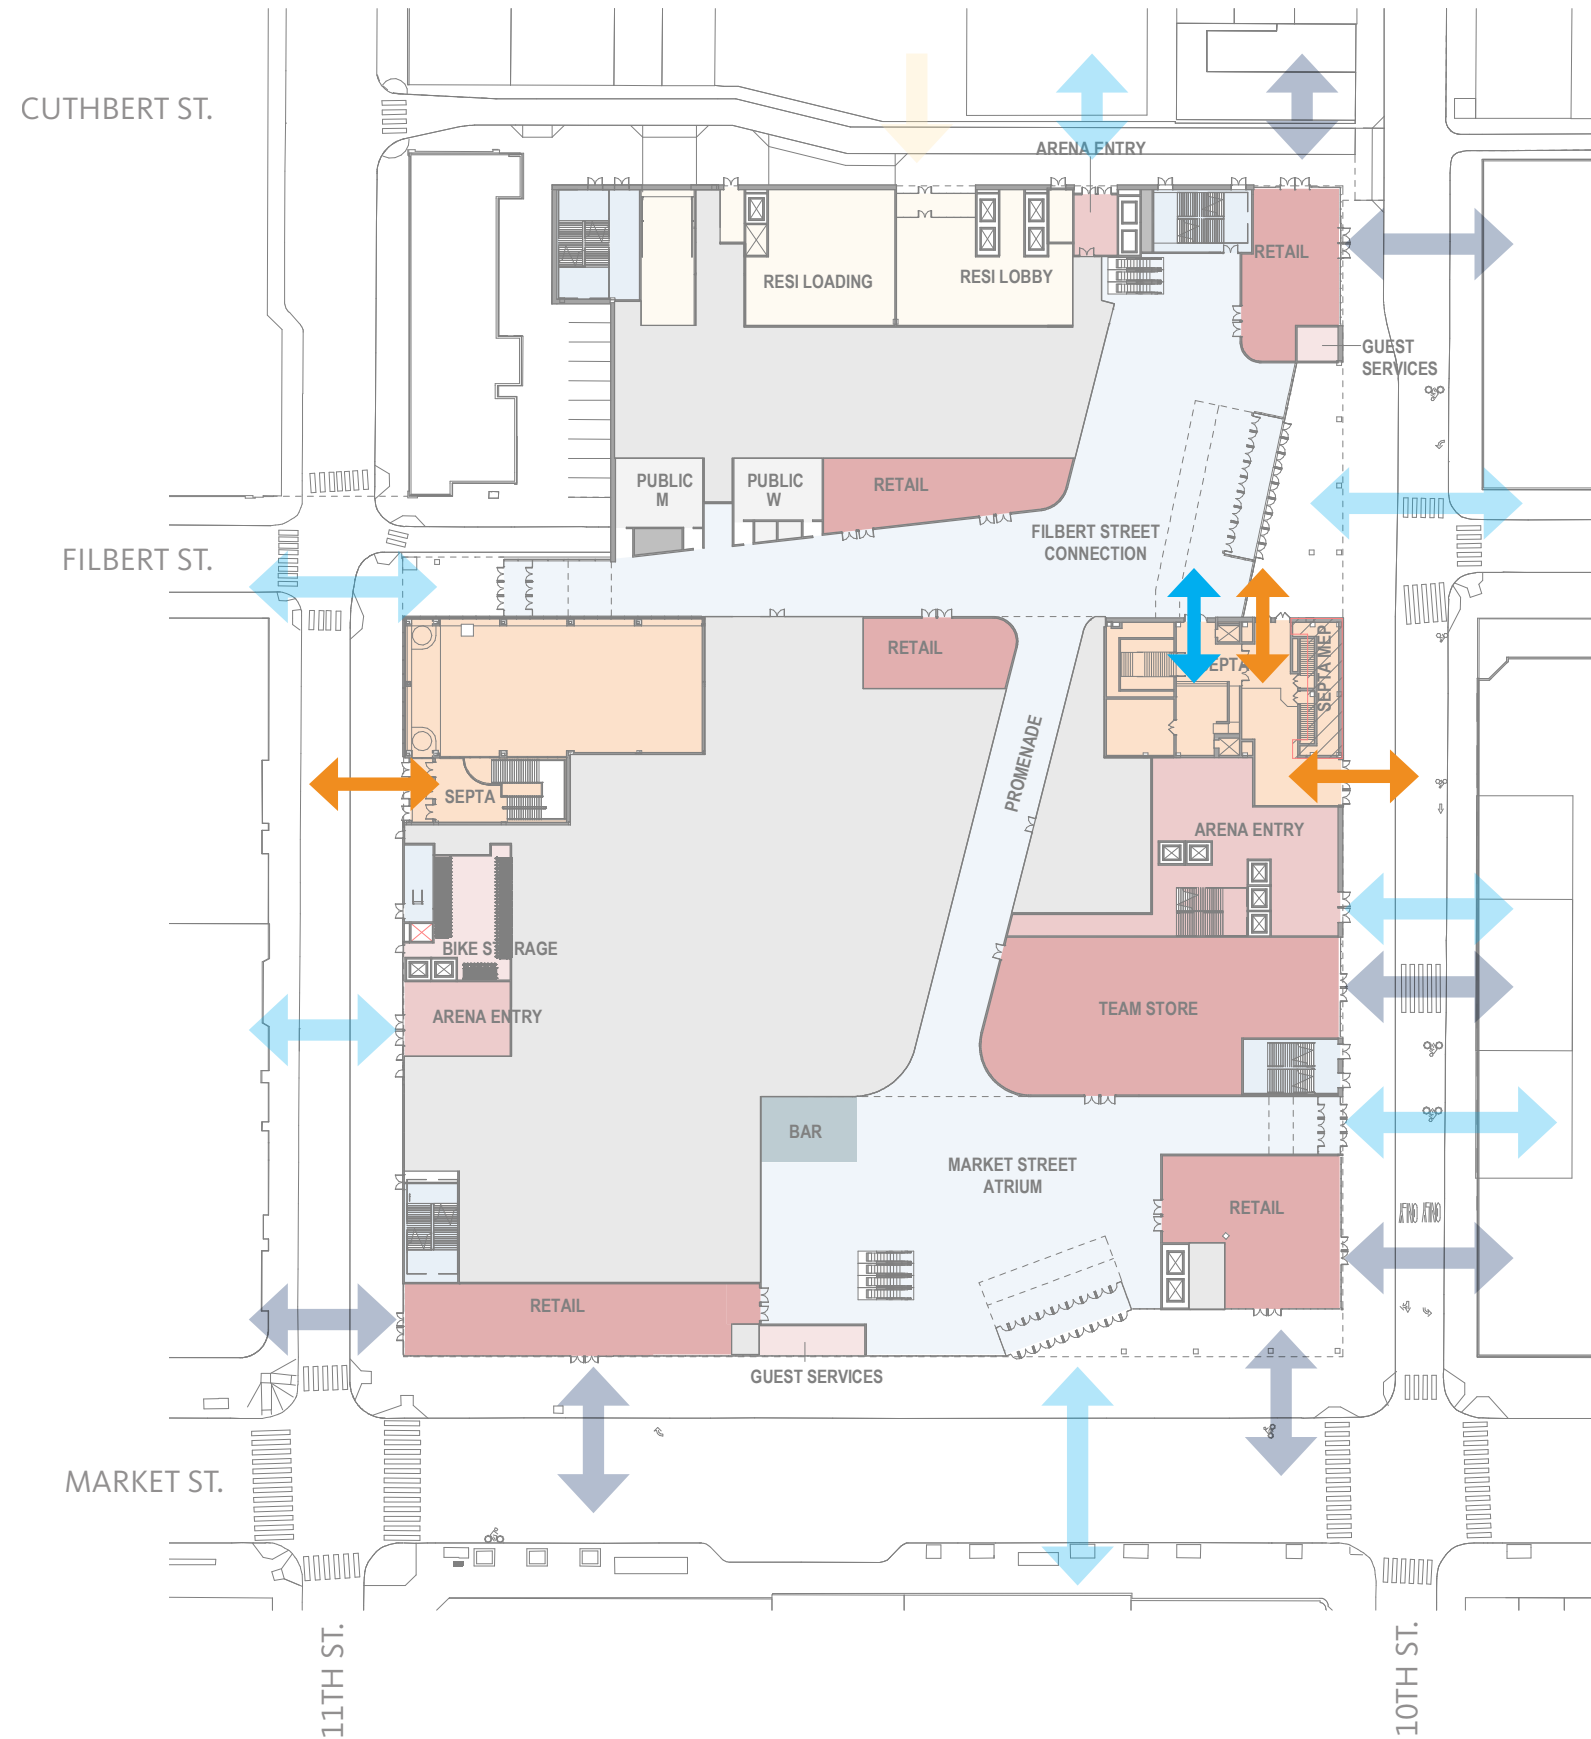 CUTHBERT ST.
ARENA ENTRY
RETAIL
RESI LOADING
RESI LOBBY
GUEST
SERVICES
PUBLIC
M
PUBLIC
W
RETAIL
FILBERT STREET
CONNECTION
FILBERT ST.
RETAIL
SEPTA MEP
PROMENADE
SEPTA
ARENA ENTRY
BIKE STORAGE
TEAM STORE
ARENA ENTRY
BAR
MARKET STREET
ATRIUM
RETAIL
ONLY ONLY
RETAIL
GUEST SERVICES
MARKET ST.
11TH ST.
10TH ST.